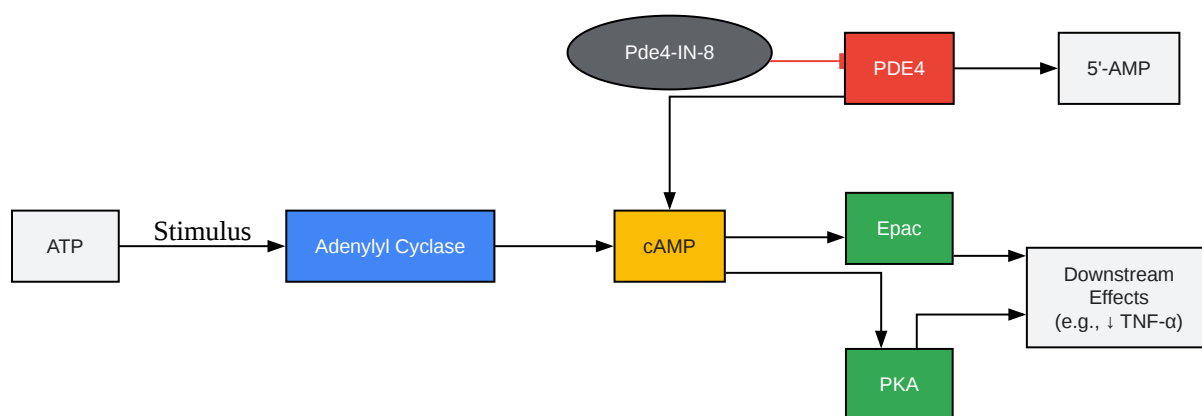 Pde4-IN-8
PDE4
5'-AMP
ATP
Stimulus
Adenylyl Cyclase
cAMP
Epac
Downstream
Effects
(e.g., ↓ TNF-α)
PKA